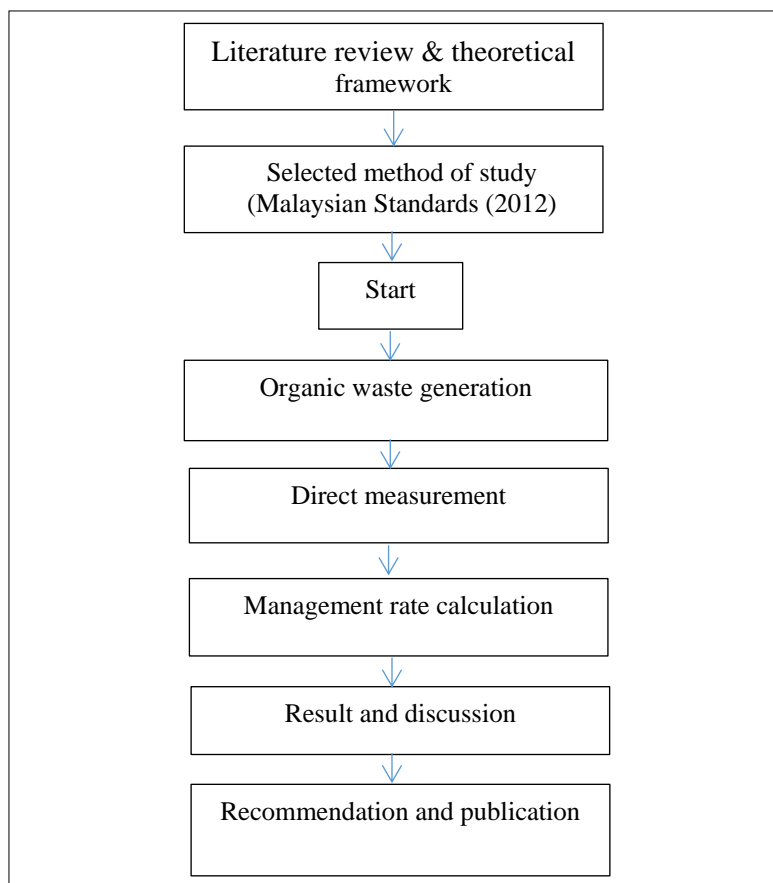 Literature review & theoretical
framework
Selected method of study
(Malaysian Standards (2012)
Start
Organic waste generation
Direct measurement
Management rate calculation
Result and discussion
Recommendation and publication